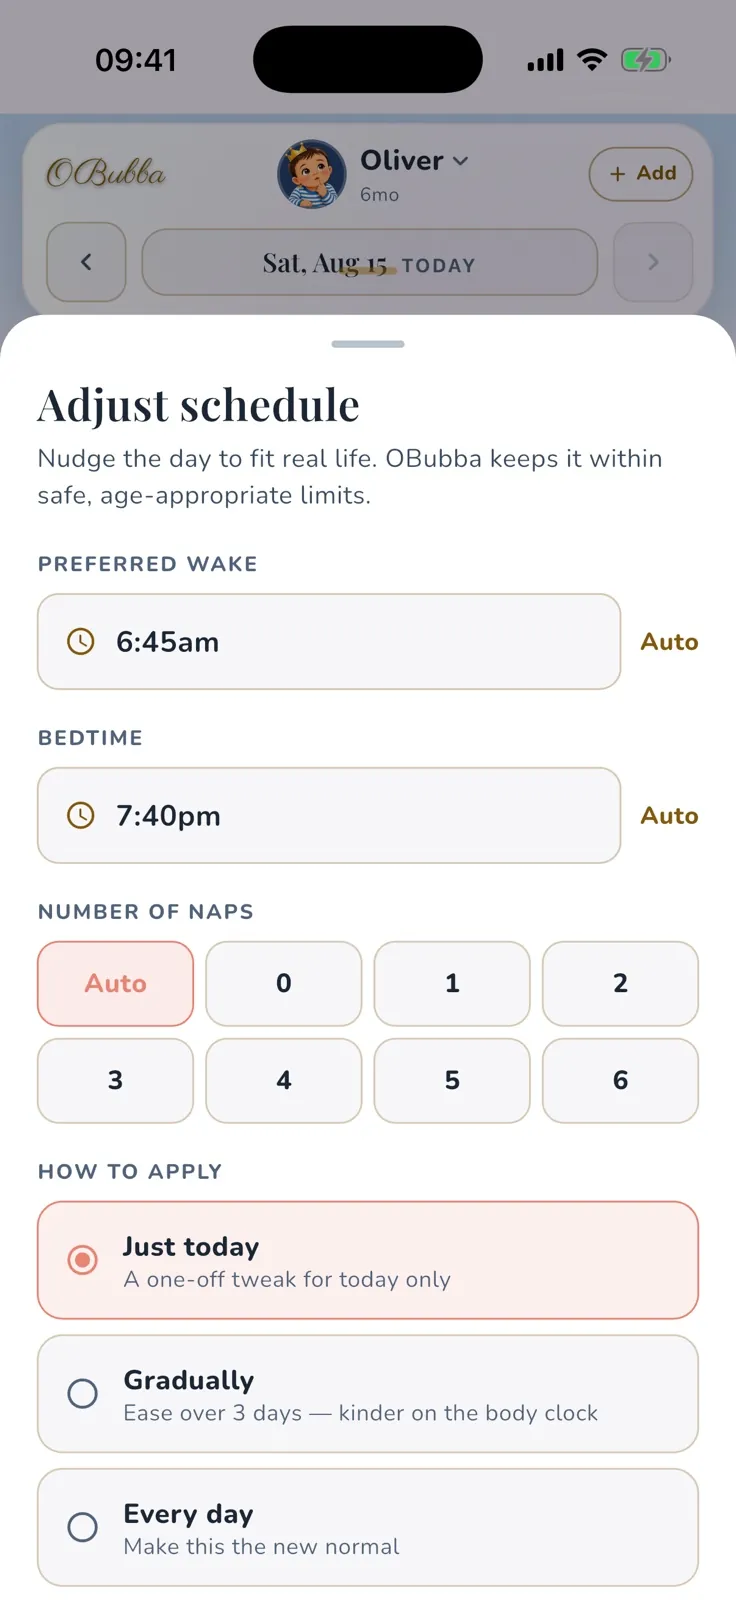 09:41
OBubba
Oliver
6mo
+ Add
Sat, Aug 15 TODAY
Adjust schedule
Nudge the day to fit real life. OBubba keeps it within
safe, age-appropriate limits.
PREFERRED WAKE
6:45am
Auto
BEDTIME
7:40pm
Auto
NUMBER OF NAPS
Auto 0 1 2
3 4 5 6
HOW TO APPLY
Just today
A one-off tweak for today only
Gradually
Ease over 3 days — kinder on the body clock
Every day
Make this the new normal